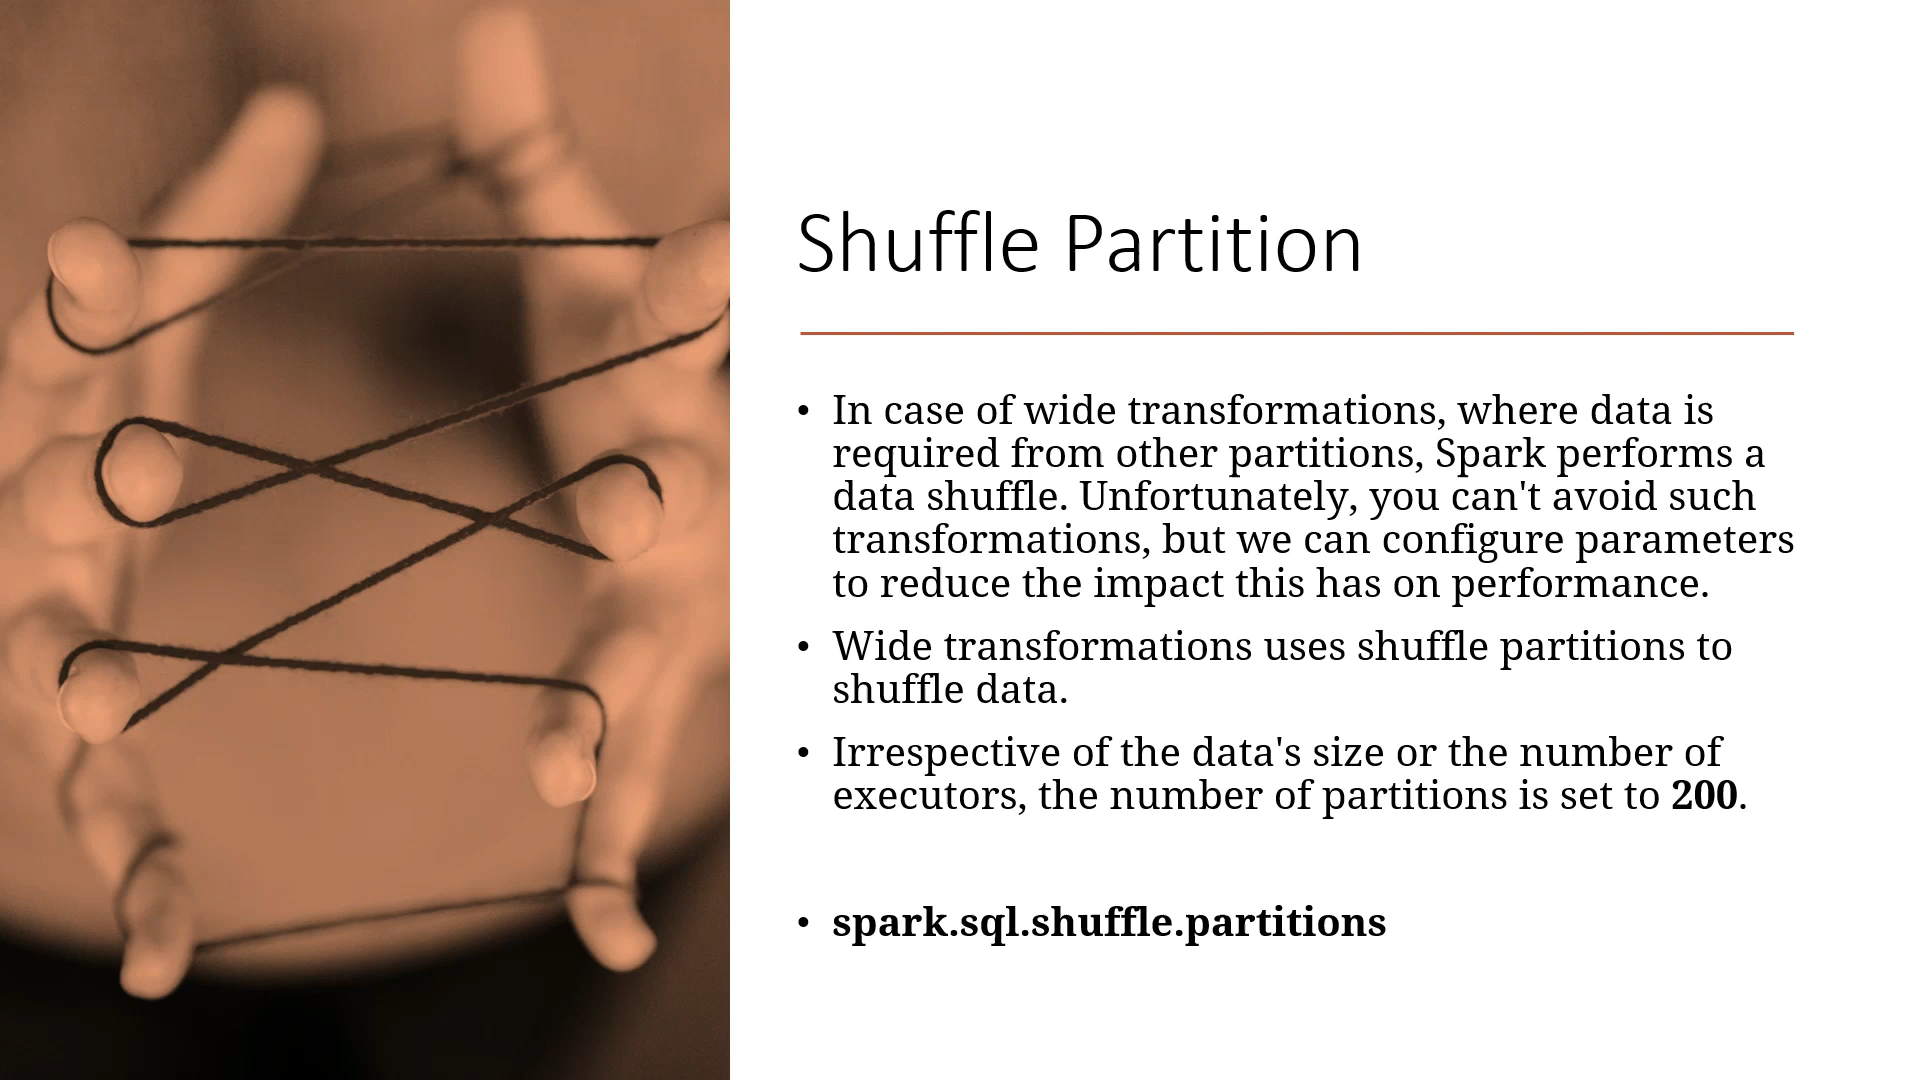 Shuffle Partition
• In case of wide transformations, where data is
required from other partitions, Spark performs a
data shuffle. Unfortunately, you can't avoid such
transformations, but we can configure parameters
to reduce the impact this has on performance.
• Wide transformations uses shuffle partitions to
shuffle data.
• Irrespective of the data's size or the number of
executors, the number of partitions is set to 200.
• spark.sql.shuffle.partitions